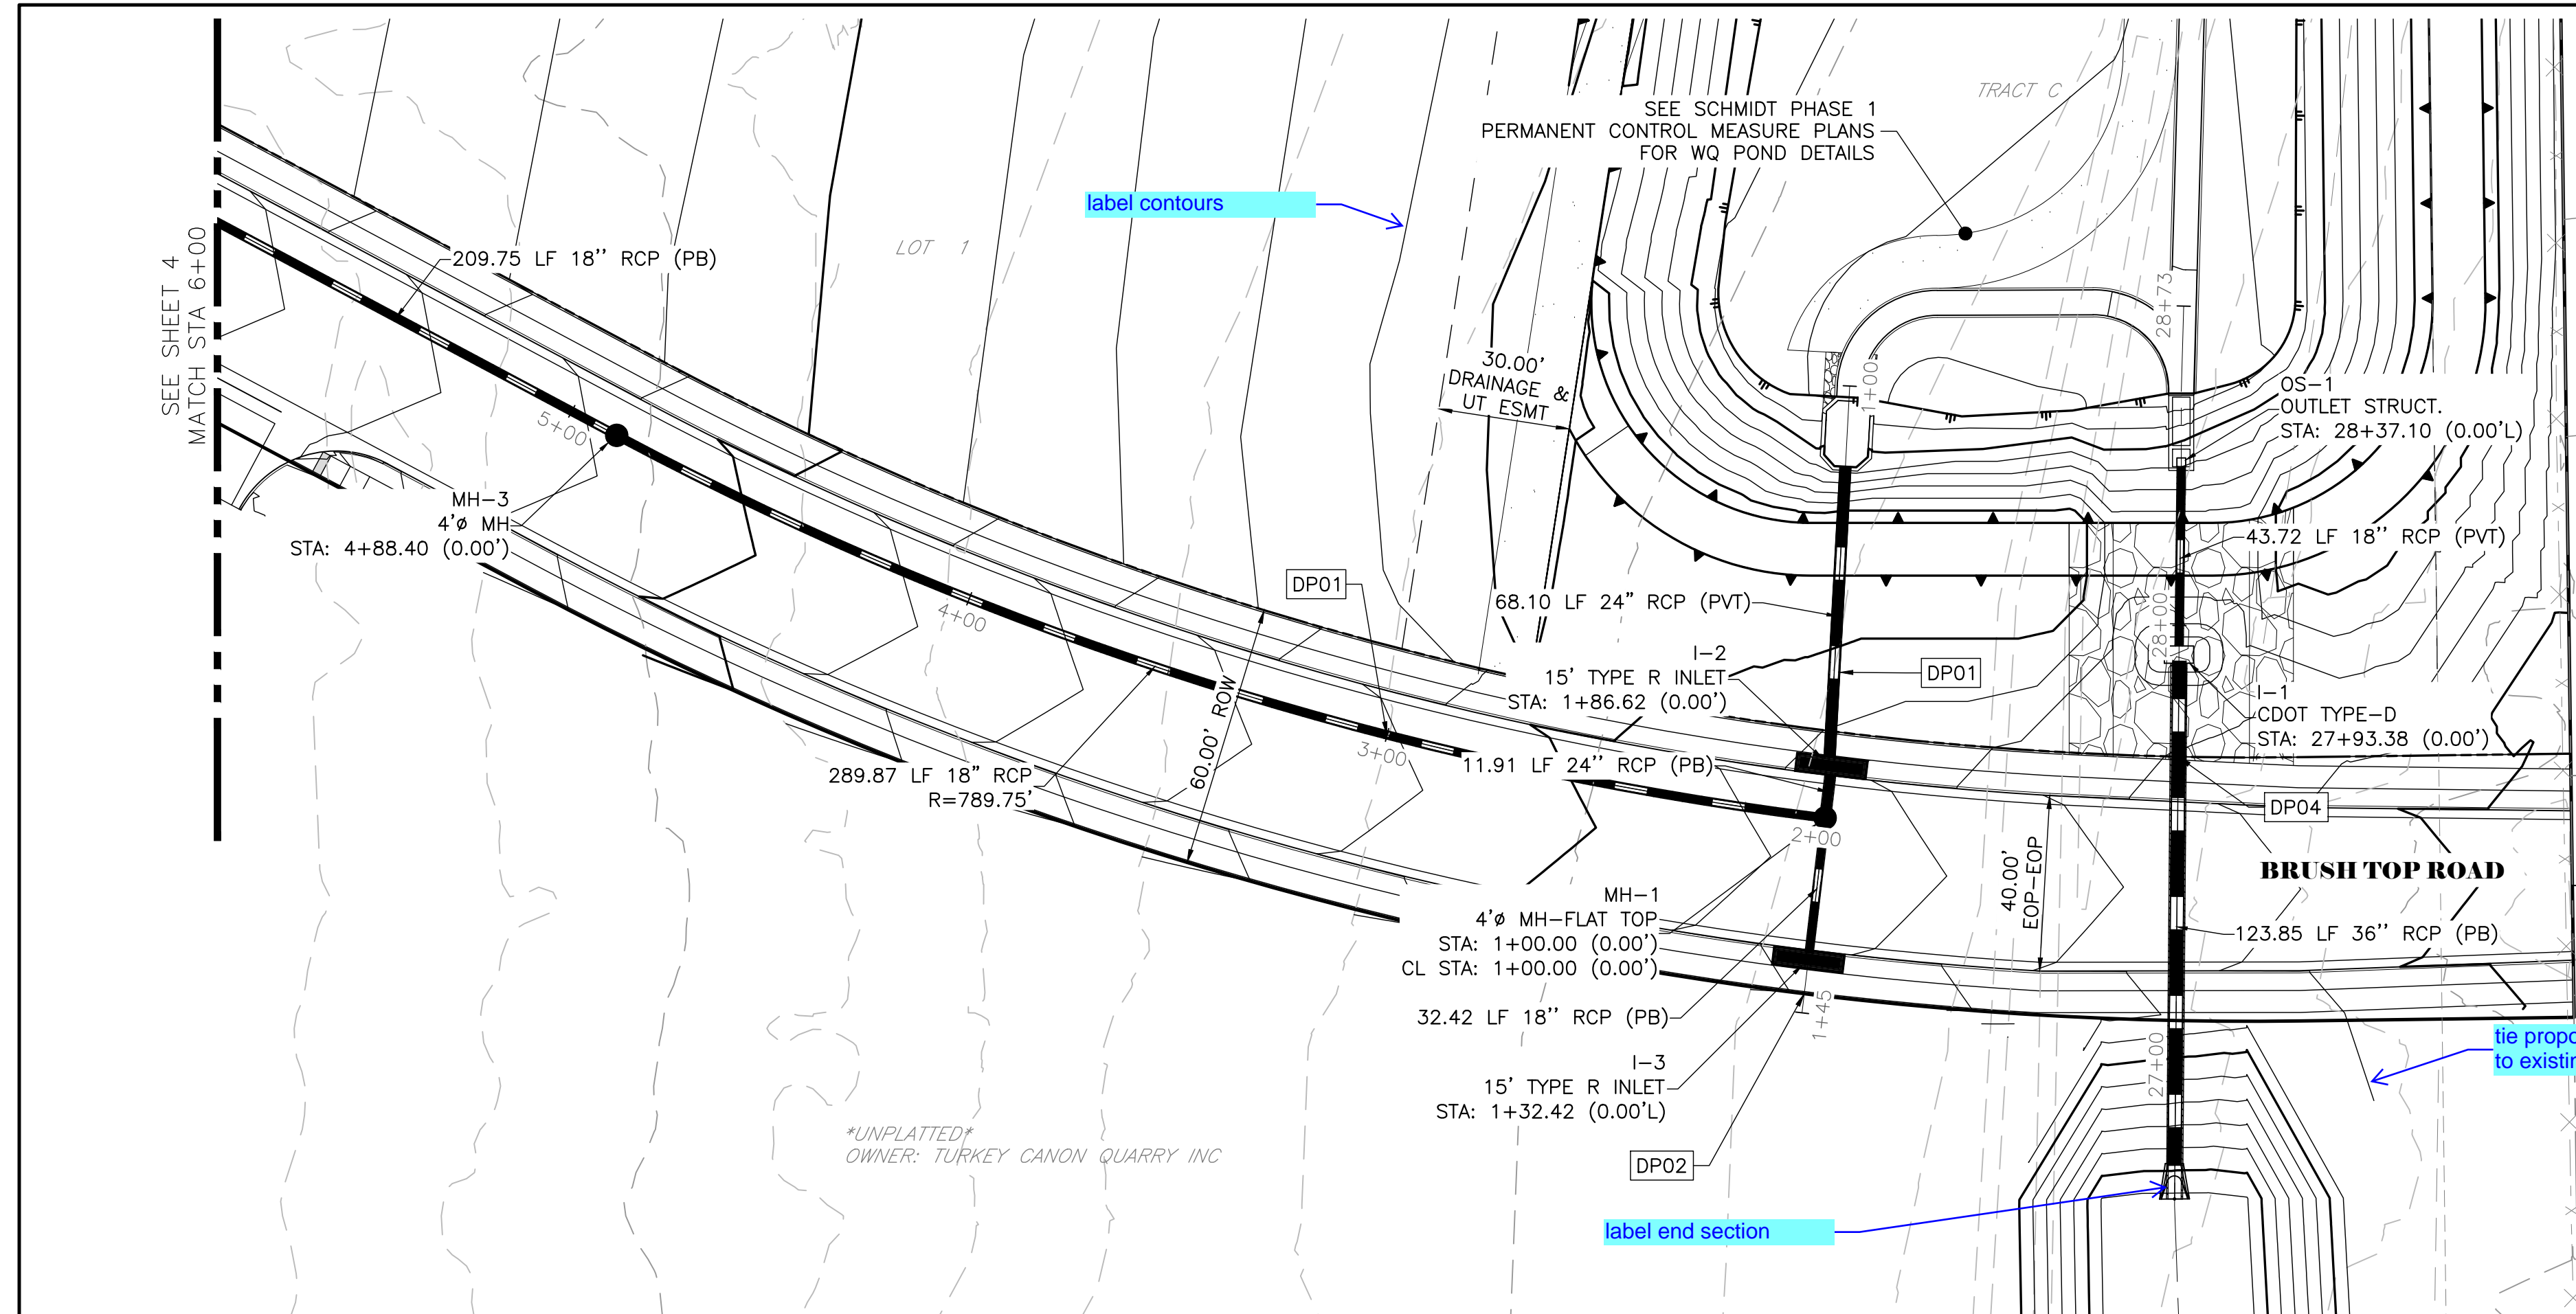 SEE SHEET 4
MATCH STA 6+00
209.75 LF 18'' RCP (PB)
5+00
MH-3
4'ø MH
STA: 4+88.40 (0.00')
LOT 1
label contours
SEE SCHMIDT PHASE 1
PERMANENT CONTROL MEASURE PLANS
FOR WQ POND DETAILS
TRACT C
30.00'
DRAINAGE &
UT ESMT
1+00
28+73
OS-1
OUTLET STRUCT.
STA: 28+37.10 (0.00'L)
43.72 LF 18'' RCP (PVT)
4+00
DP01
68.10 LF 24" RCP (PVT)
28+00
I-2
15' TYPE R INLET
STA: 1+86.62 (0.00')
DP01
I-1
CDOT TYPE-D
STA: 27+93.38 (0.00')
60.00' ROW
3+00
11.91 LF 24'' RCP (PB)
289.87 LF 18" RCP
R=789.75'
2+00
DP04
40.00'
EOP-EOP
BRUSH TOP ROAD
MH-1
4'ø MH-FLAT TOP
STA: 1+00.00 (0.00')
CL STA: 1+00.00 (0.00')
123.85 LF 36'' RCP (PB)
32.42 LF 18'' RCP (PB)
1+45
27+00
tie
to
I-3
15' TYPE R INLET
STA: 1+32.42 (0.00'L)
*UNPLATTED*
OWNER: TURKEY CANON QUARRY INC
DP02
label end section